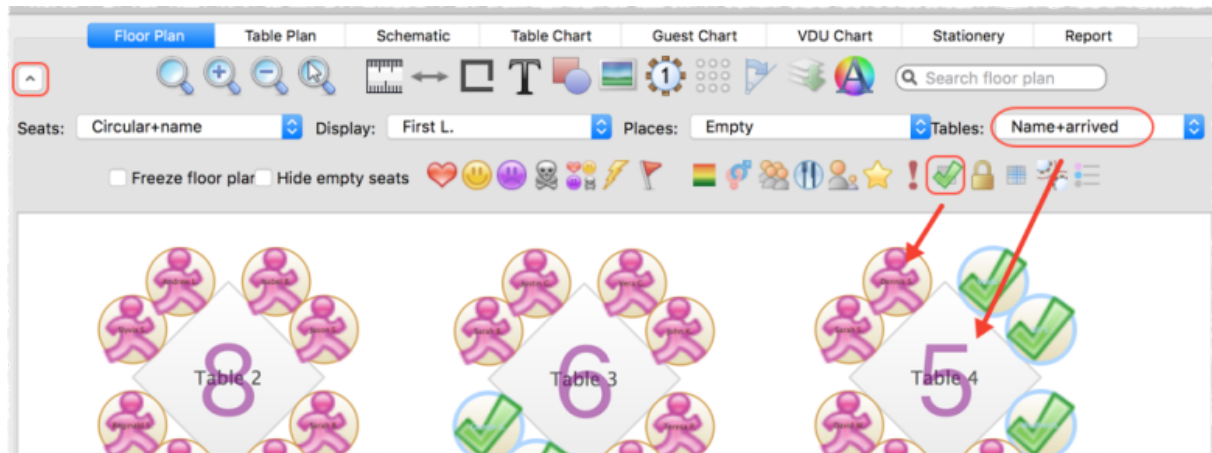 Floor Plan Table Plan Schematic Table Chart Guest Chart VDU Chart Stationery Report
T 1 A Search floor plan
Seats: Circular+name Display: First L. Places: Empty Tables: Name+arrived
Freeze floor plan Hide empty seats
Table 2
8
Table 3
6
Table 4
5